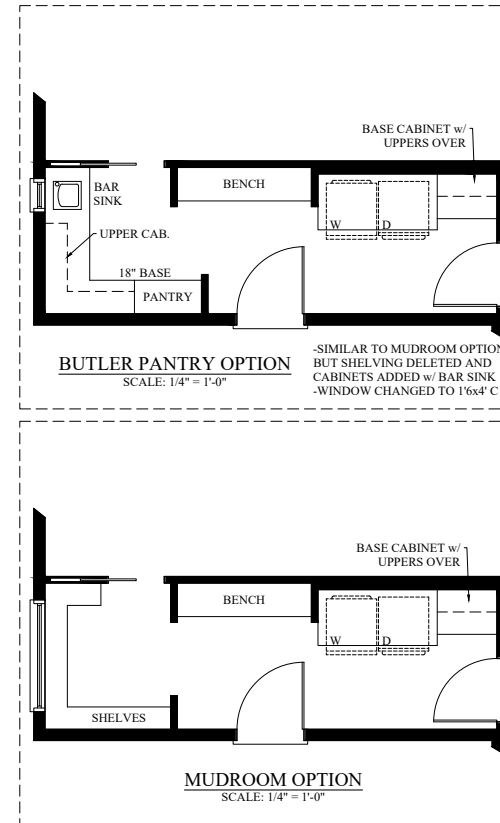 BASE CABINET w/
UPPERS OVER
BAR
SINK
BENCH
W
D
UPPER CAB.
18" BASE
PANTRY
BUTLER PANTRY OPTION
SCALE: 1/4" = 1'-0"
-SIMILAR TO MUDROOM OPTION
BUT SHELVING DELETED AND
CABINETS ADDED w/ BAR SINK
-WINDOW CHANGED TO 1'6x4' C
BASE CABINET w/
UPPERS OVER
BENCH
W
D
SHELVES
MUDROOM OPTION
SCALE: 1/4" = 1'-0"